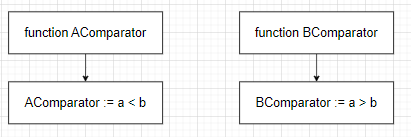 function AComparator
function BComparator
AComparator := a < b
BComparator := a > b